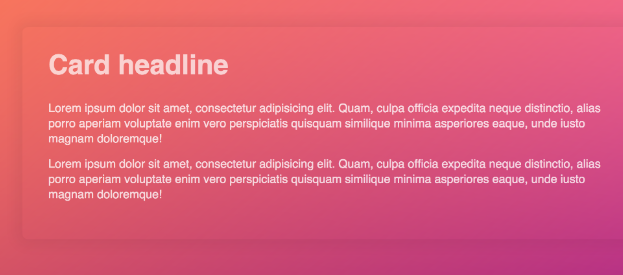 Card headline
Lorem ipsum dolor sit amet, consectetur adipisicing elit. Quam, culpa officia expedita neque distinctio, alias
porro aperiam voluptate enim vero perspiciatis quisquam similique minima asperiores eaque, unde iusto
magnam doloremque!
Lorem ipsum dolor sit amet, consectetur adipisicing elit. Quam, culpa officia expedita neque distinctio, alias
porro aperiam voluptate enim vero perspiciatis quisquam similique minima asperiores eaque, unde iusto
magnam doloremque!